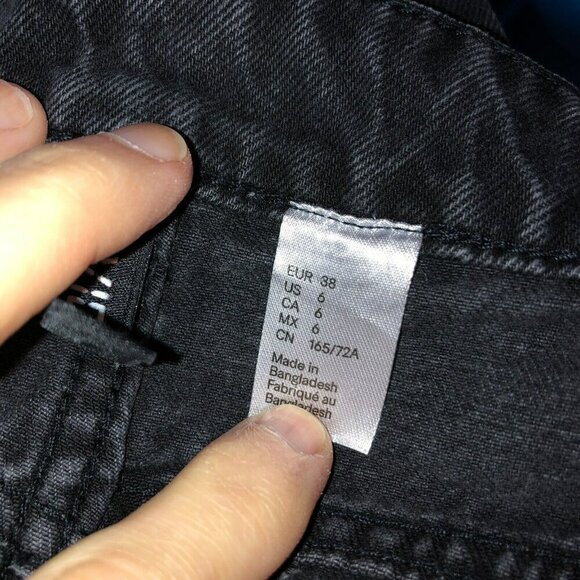 EUR 38
US 6
CA 6
MX 6
CN 165/72A
Made in
Bangladesh
Fabriqué au
Bangladesh